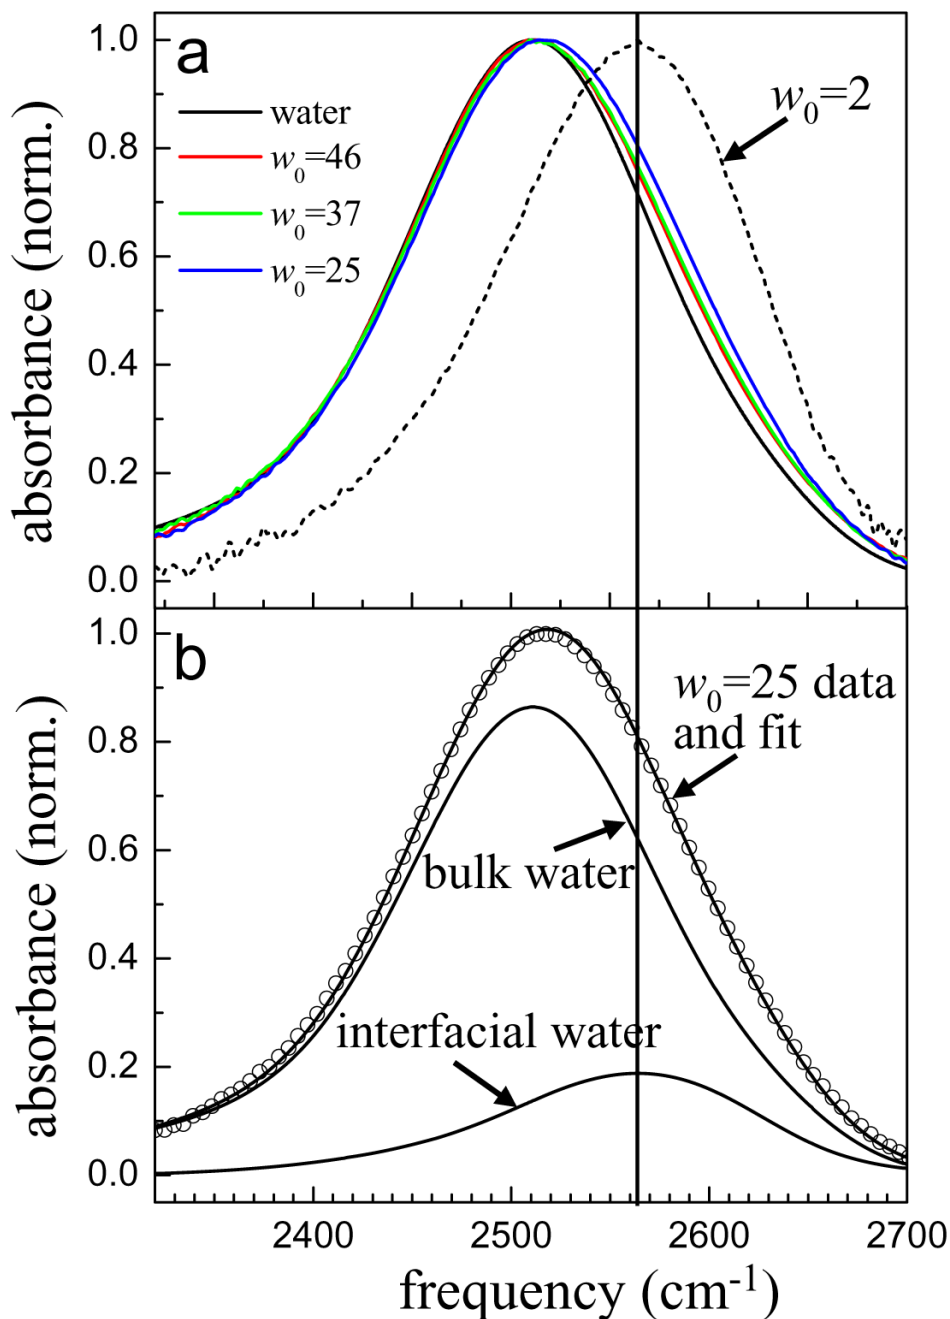 a
water
w₀=46
w₀=37
w₀=25
w₀=2
1.0
0.8
0.6
0.4
0.2
0.0
absorbance (norm.)
b
w₀=25 data
and fit
bulk water
interfacial water
1.0
0.8
0.6
0.4
0.2
0.0
absorbance (norm.)
2400 2500 2600 2700
frequency (cm⁻¹)